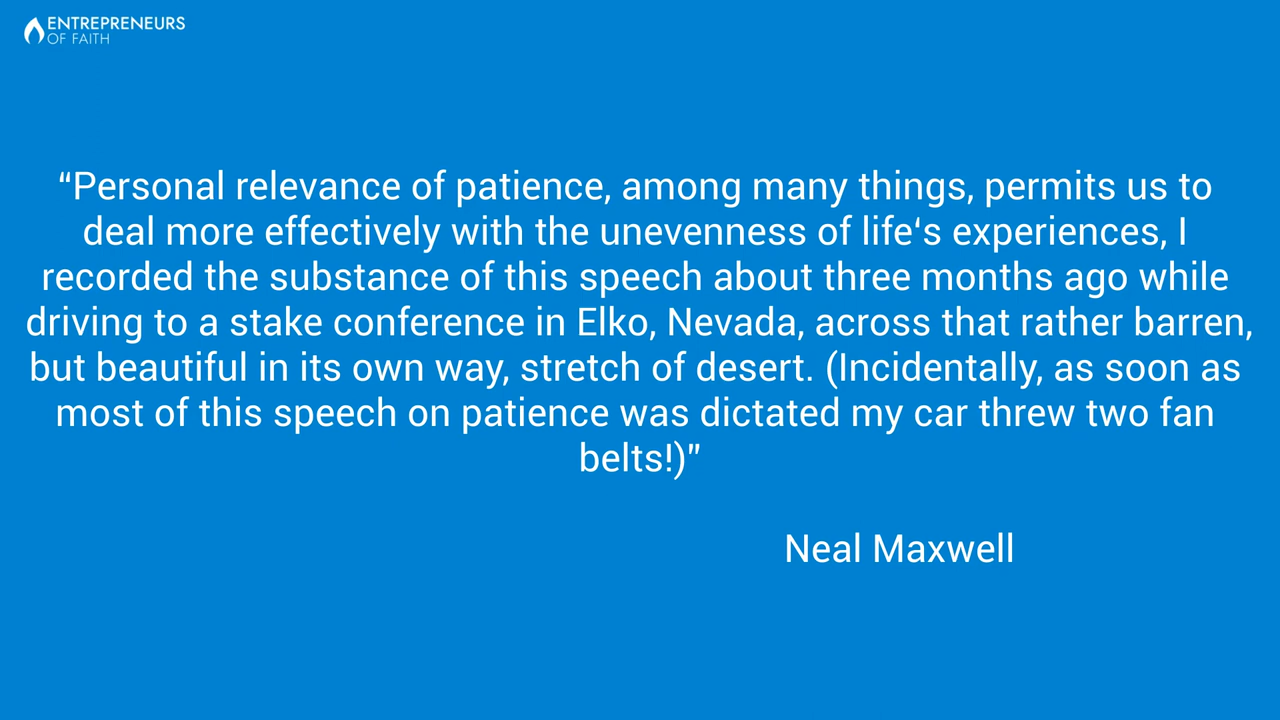 ENTREPRENEURS
OF FAITH
“Personal relevance of patience, among many things, permits us to
deal more effectively with the unevenness of life‘s experiences, I
recorded the substance of this speech about three months ago while
driving to a stake conference in Elko, Nevada, across that rather barren,
but beautiful in its own way, stretch of desert. (Incidentally, as soon as
most of this speech on patience was dictated my car threw two fan
belts!)”
Neal Maxwell